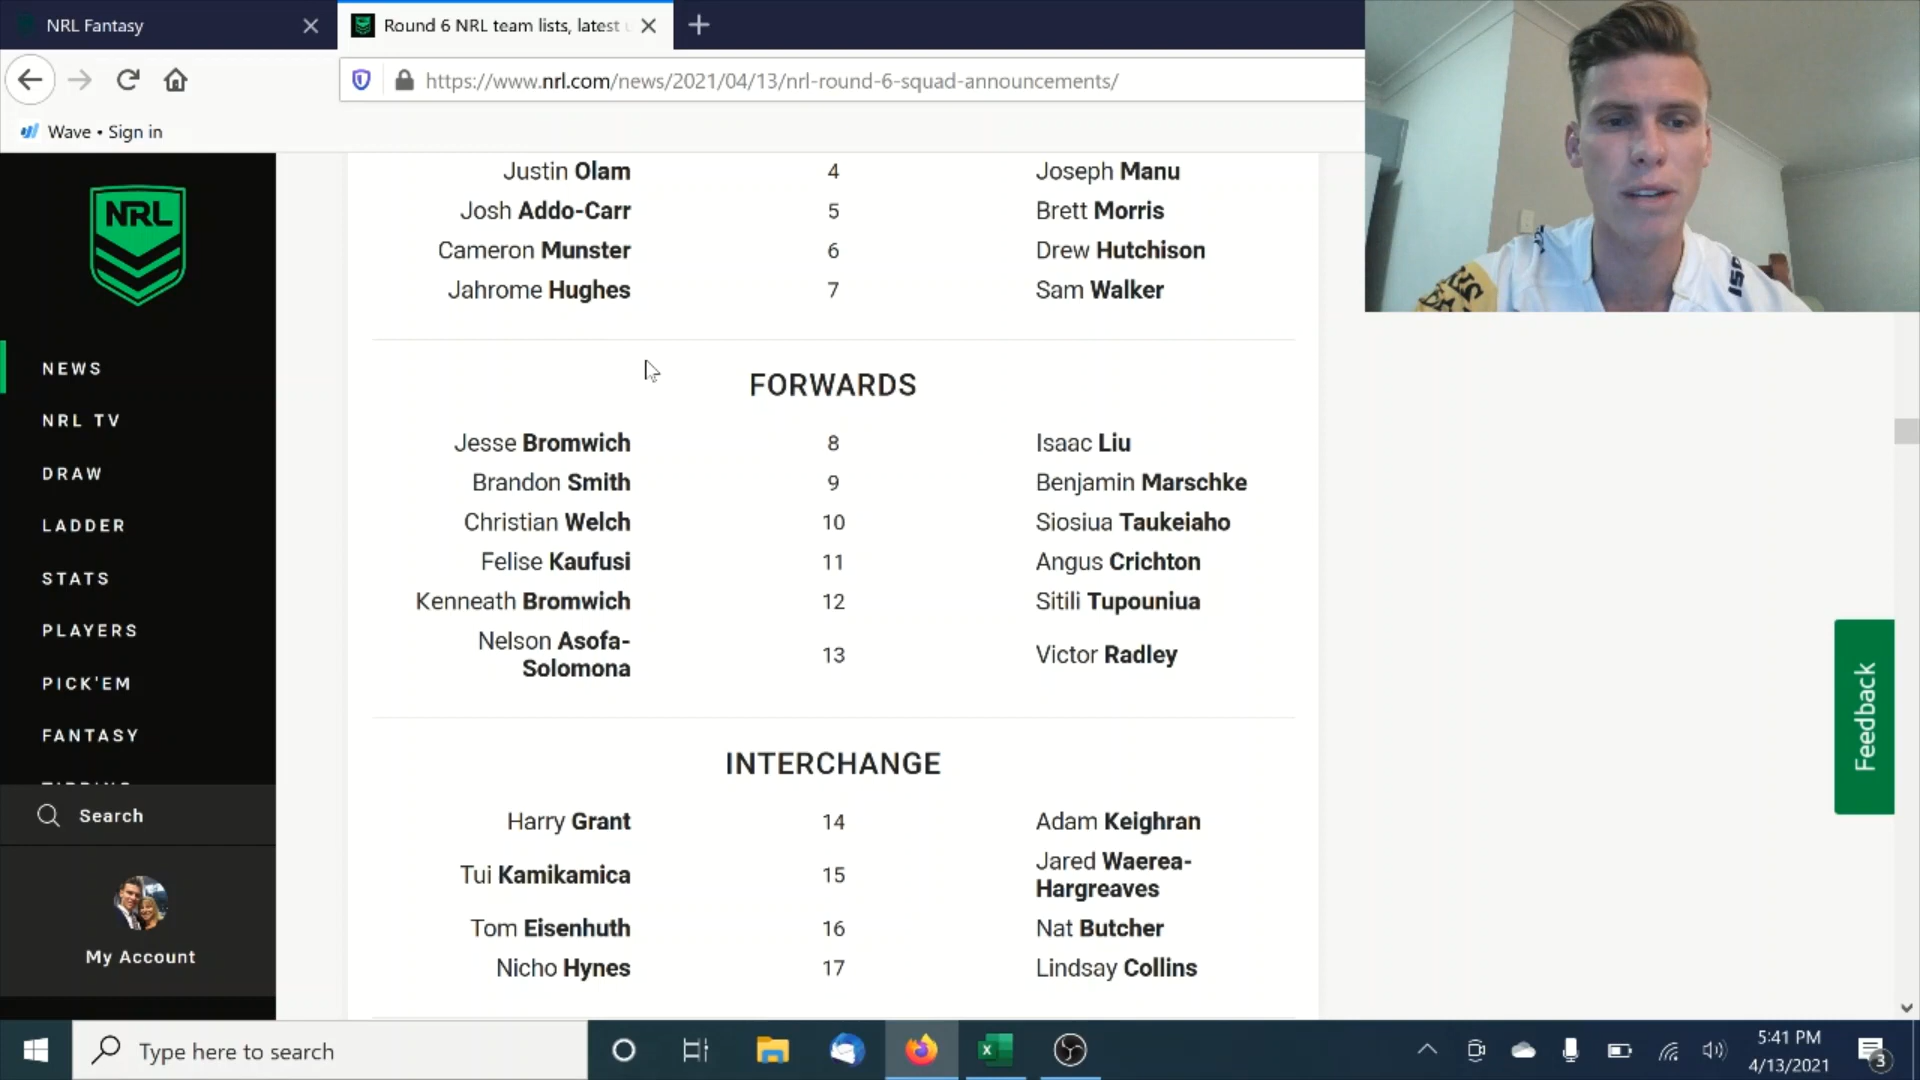 NRL Fantasy
Round 6 NRL team lists, latest
https://www.nrl.com/news/2021/04/13/nrl-round-6-squad-announcements/
Wave • Sign in
NRL
NEWS
NRL TV
DRAW
LADDER
STATS
PLAYERS
PICK'EM
FANTASY
Search
My Account
Justin Olam 4 Joseph Manu
Josh Addo-Carr 5 Brett Morris
Cameron Munster 6 Drew Hutchison
Jahrome Hughes 7 Sam Walker
FORWARDS
Jesse Bromwich 8 Isaac Liu
Brandon Smith 9 Benjamin Marschke
Christian Welch 10 Siosiua Taukeiaho
Felise Kaufusi 11 Angus Crichton
Kenneath Bromwich 12 Sitili Tupouniua
Nelson Asofa-
Solomona 13 Victor Radley
INTERCHANGE
Harry Grant 14 Adam Keighran
Tui Kamikamica 15 Jared Waerea-
Hargreaves
Tom Eisenhuth 16 Nat Butcher
Nicho Hynes 17 Lindsay Collins
Feedback
Type here to search
5:41 PM
4/13/2021
3